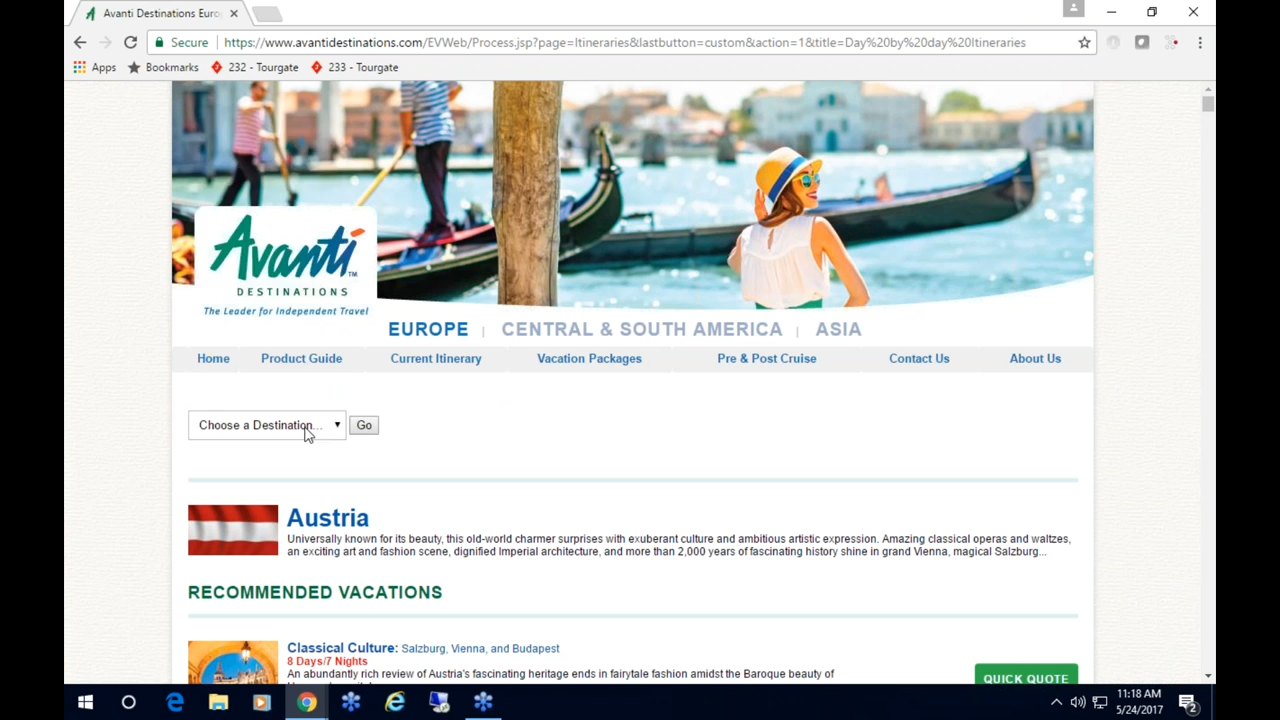 Avanti Destinations Euro
Secure
https://www.avantidestinations.com/EVWeb/Process.jsp?page=Itineraries&lastbutton=custom&action=1&title=Day%20by%20day%20Itineraries
Apps
Bookmarks
232 - Tourgate
233 - Tourgate
Avanti™
DESTINATIONS
The Leader for Independent Travel
EUROPE | CENTRAL & SOUTH AMERICA | ASIA
Home Product Guide Current Itinerary Vacation Packages Pre & Post Cruise Contact Us About Us
Choose a Destination... Go
Austria
Universally known for its beauty, this old-world charmer surprises with exuberant culture and ambitious artistic expression. Amazing classical operas and waltzes,
an exciting art and fashion scene, dignified Imperial architecture, and more than 2,000 years of fascinating history shine in grand Vienna, magical Salzburg...
RECOMMENDED VACATIONS
Classical Culture: Salzburg, Vienna, and Budapest
8 Days/7 Nights
An abundantly rich review of Austria's fascinating heritage ends in fairytale fashion amidst the Baroque beauty of
QUICK QUOTE
11:18 AM
5/24/2017
2